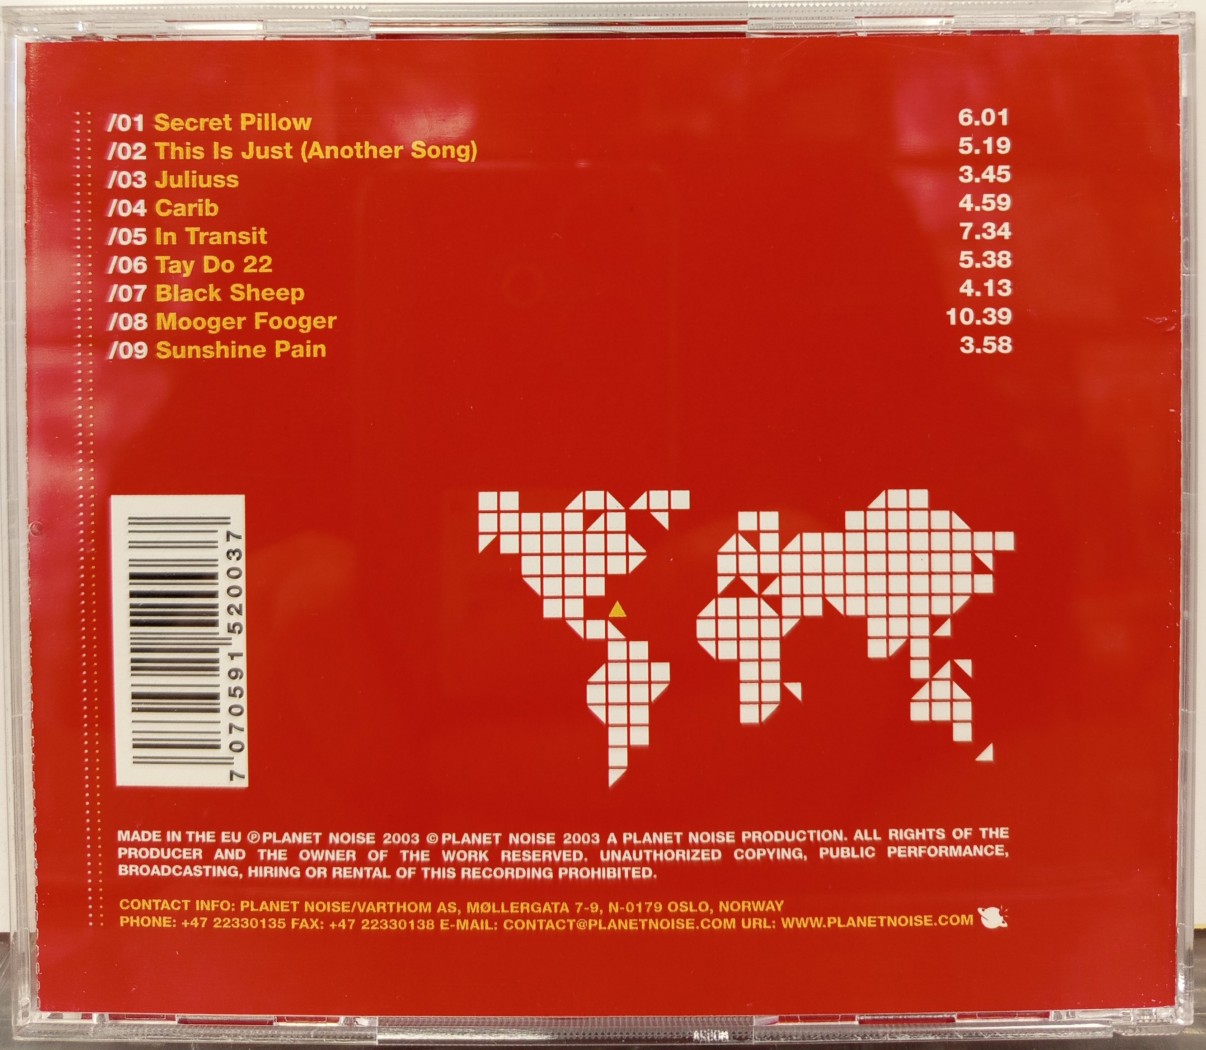 /01 Secret Pillow 6.01
/02 This Is Just (Another Song) 5.19
/03 Juliuss 3.45
/04 Carib 4.59
/05 In Transit 7.34
/06 Tay Do 22 5.38
/07 Black Sheep 4.13
/08 Mooger Fooger 10.39
/09 Sunshine Pain 3.58
7 070591 520037
MADE IN THE EU ℗ PLANET NOISE 2003 © PLANET NOISE 2003 A PLANET NOISE PRODUCTION. ALL RIGHTS OF THE
PRODUCER AND THE OWNER OF THE WORK RESERVED. UNAUTHORIZED COPYING, PUBLIC PERFORMANCE,
BROADCASTING, HIRING OR RENTAL OF THIS RECORDING PROHIBITED.
CONTACT INFO: PLANET NOISE/VARTHOM AS, MØLLERGATA 7-9, N-0179 OSLO, NORWAY
PHONE: +47 22330135 FAX: +47 22330138 E-MAIL: CONTACT@PLANETNOISE.COM URL: WWW.PLANETNOISE.COM